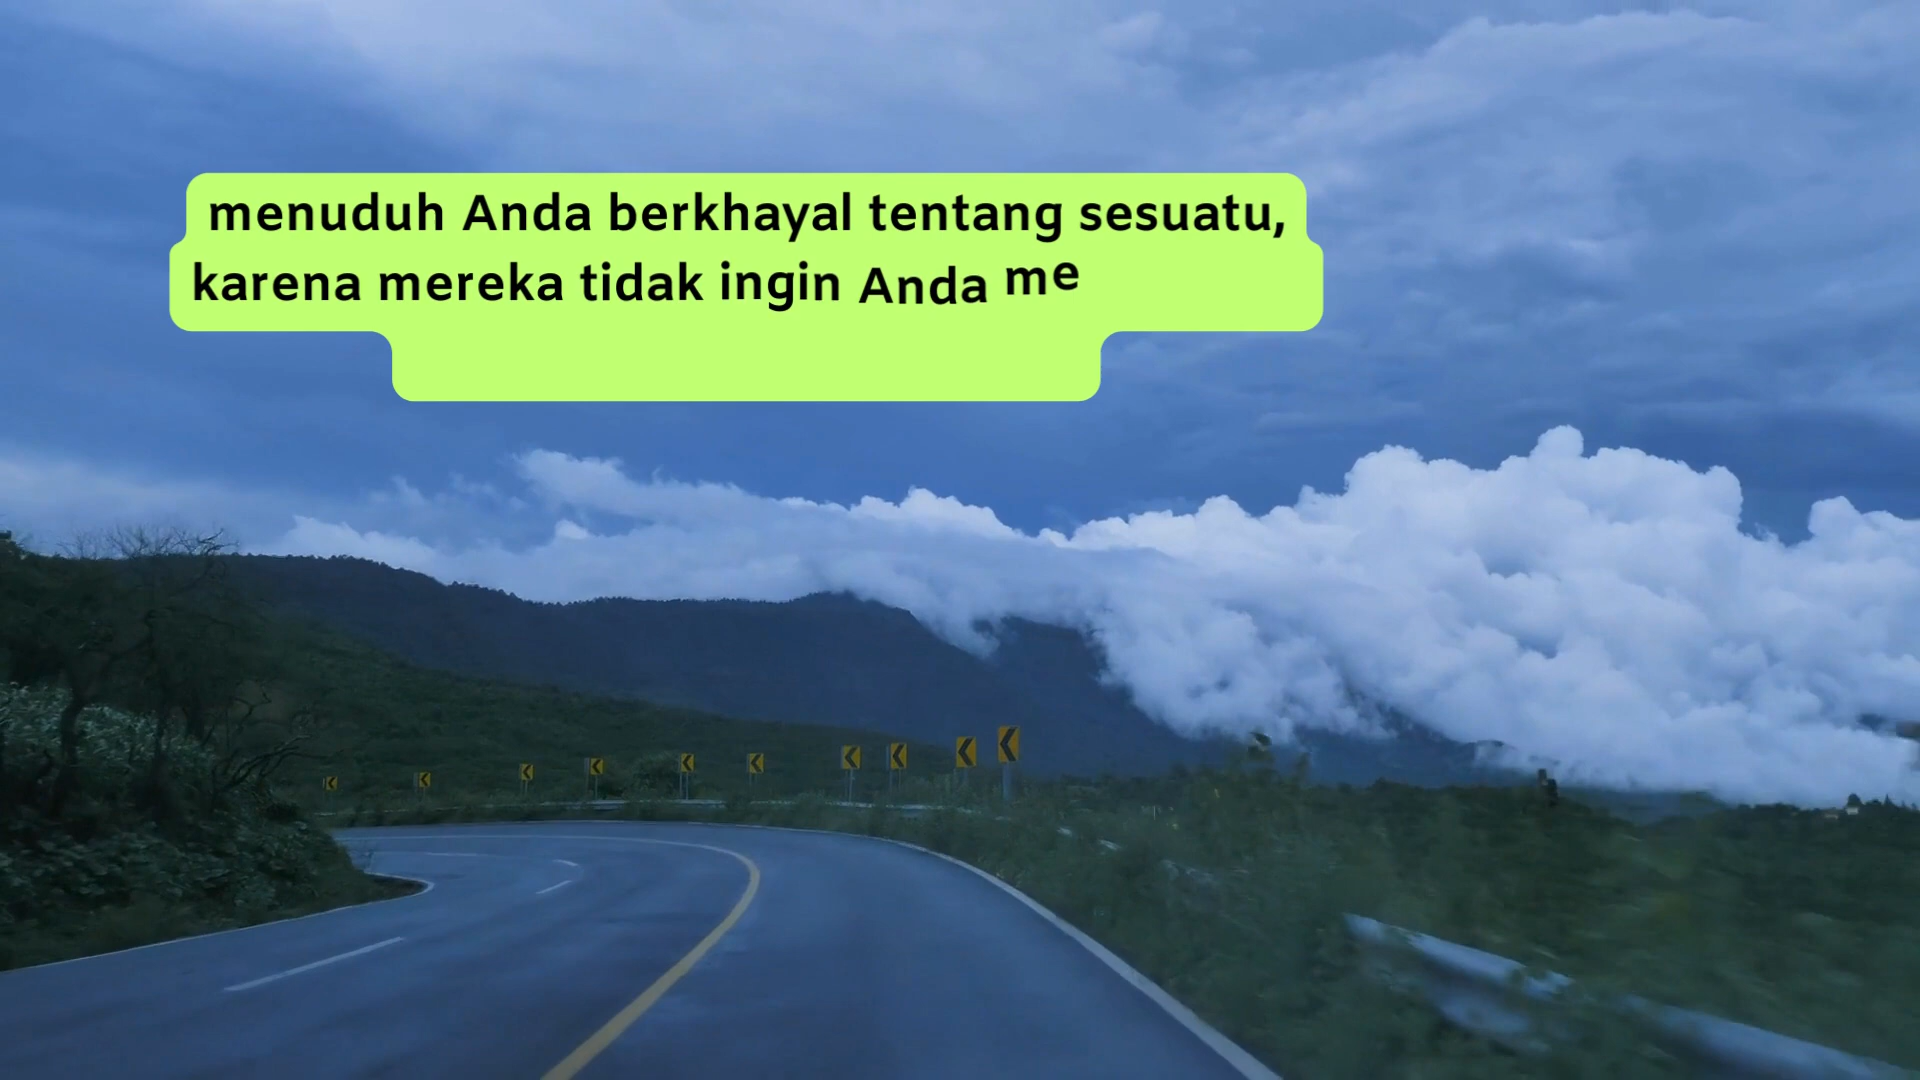 menuduh Anda berkhayal tentang sesuatu,
karena mereka tidak ingin Anda me